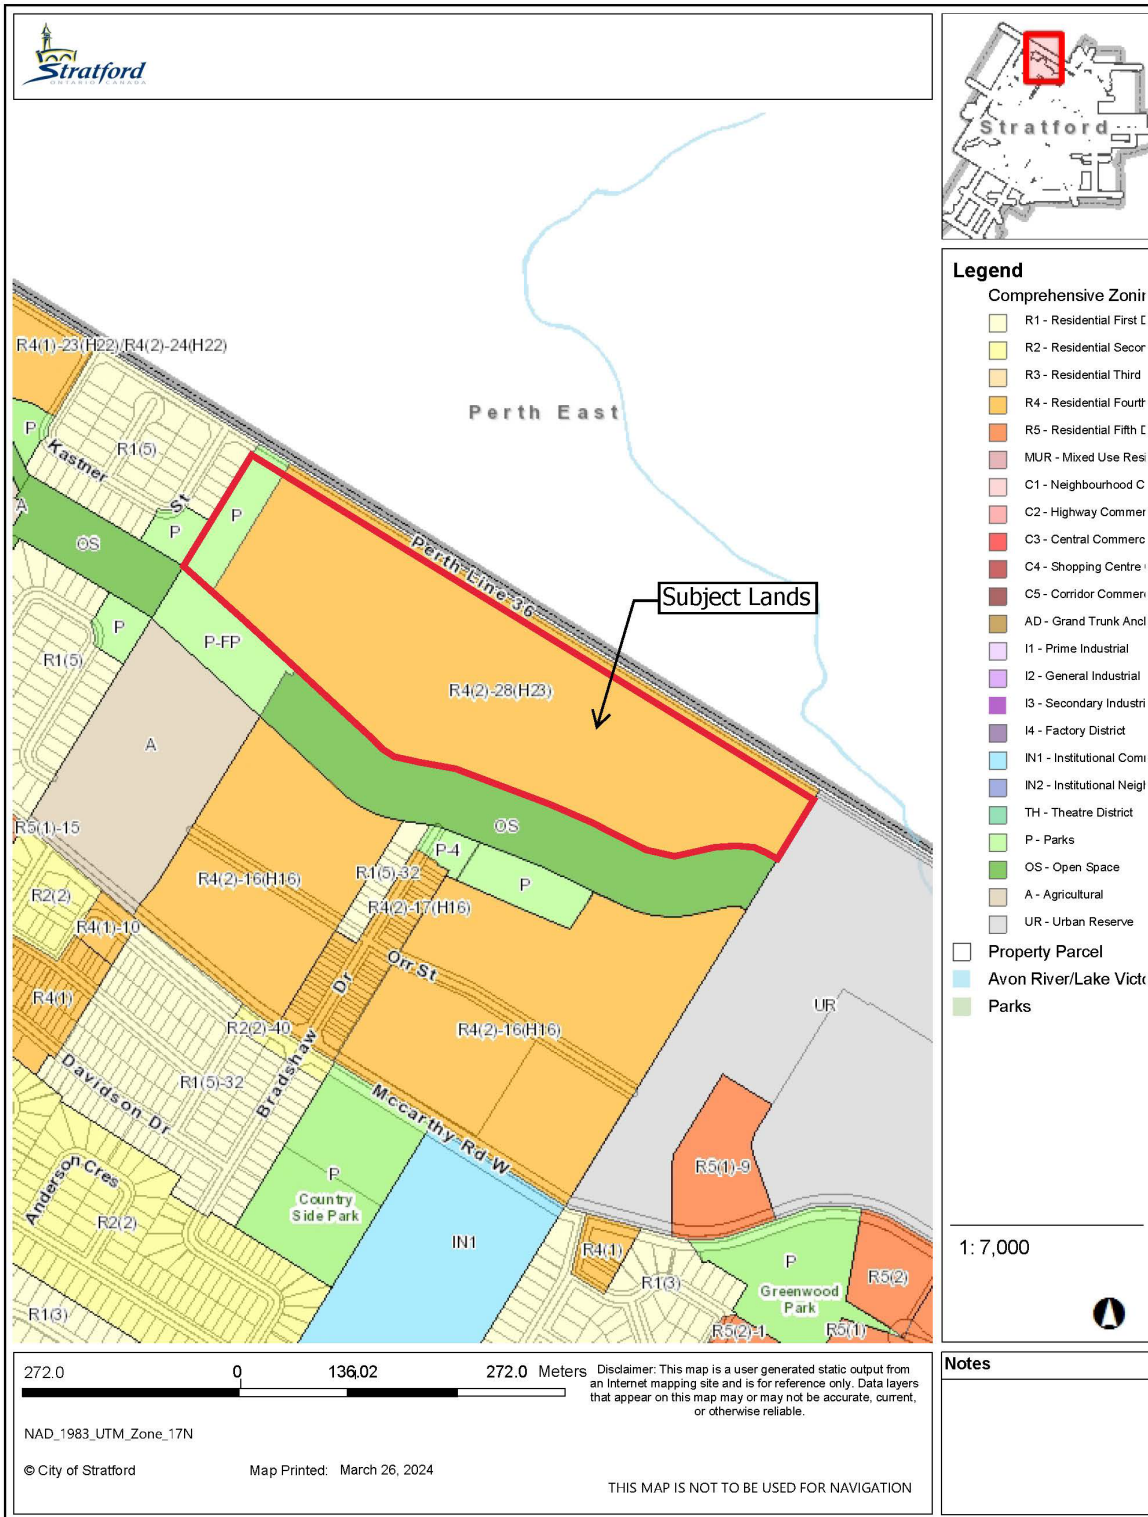 Stratford
ONTARIO CANADA
Stratford
Perth East
R4(1)-23(H22)/R4(2)-24(H22)
P
R1(5)
Kastner
St
P
P
A
OS
Perth Line 36
Subject Lands
P
P-FP
R1(5)
R4(2)-28(H23)
A
OS
R5(1)-15
P-4
R4(2)-16(H16)
R1(5)-32
P
R2(2)
R4(2)-17(H16)
R4(1)-10
Orr St
Dr
R4(1)
UR
R2(2)-40
R4(2)-16(H16)
Bradshaw
R1(5)-32
Davidson Dr
Mccarthy Rd W
R5(1)-9
P
Country
Side Park
Anderson Cres
R2(2)
IN1
R4(1)
P
R5(2)
R1(3)
Greenwood
Park
R1(3)
R5(2)-1
R5(1)
Legend
Comprehensive Zonin
R1 - Residential First D
R2 - Residential Secon
R3 - Residential Third
R4 - Residential Fourth
R5 - Residential Fifth D
MUR - Mixed Use Resi
C1 - Neighbourhood C
C2 - Highway Commer
C3 - Central Commerc
C4 - Shopping Centre
C5 - Corridor Commer
AD - Grand Trunk Anci
I1 - Prime Industrial
I2 - General Industrial
I3 - Secondary Industri
I4 - Factory District
IN1 - Institutional Com
IN2 - Institutional Neigh
TH - Theatre District
P - Parks
OS - Open Space
A - Agricultural
UR - Urban Reserve
Property Parcel
Avon River/Lake Victo
Parks
1: 7,000
272.0 0 136.02 272.0 Meters
NAD_1983_UTM_Zone_17N
© City of Stratford Map Printed: March 26, 2024
Disclaimer: This map is a user generated static output from
an Internet mapping site and is for reference only. Data layers
that appear on this map may or may not be accurate, current,
or otherwise reliable.
THIS MAP IS NOT TO BE USED FOR NAVIGATION
Notes